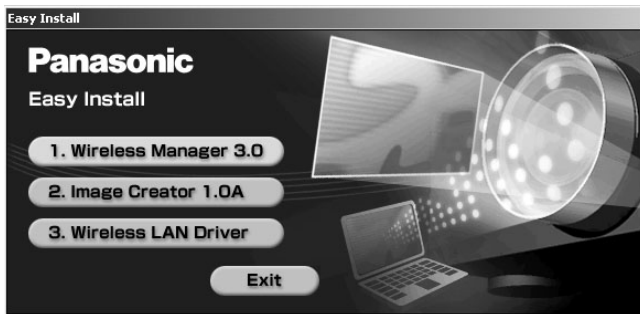 Easy Install
Panasonic
Easy Install
1. Wireless Manager 3.0
2. Image Creator 1.0A
3. Wireless LAN Driver
Exit